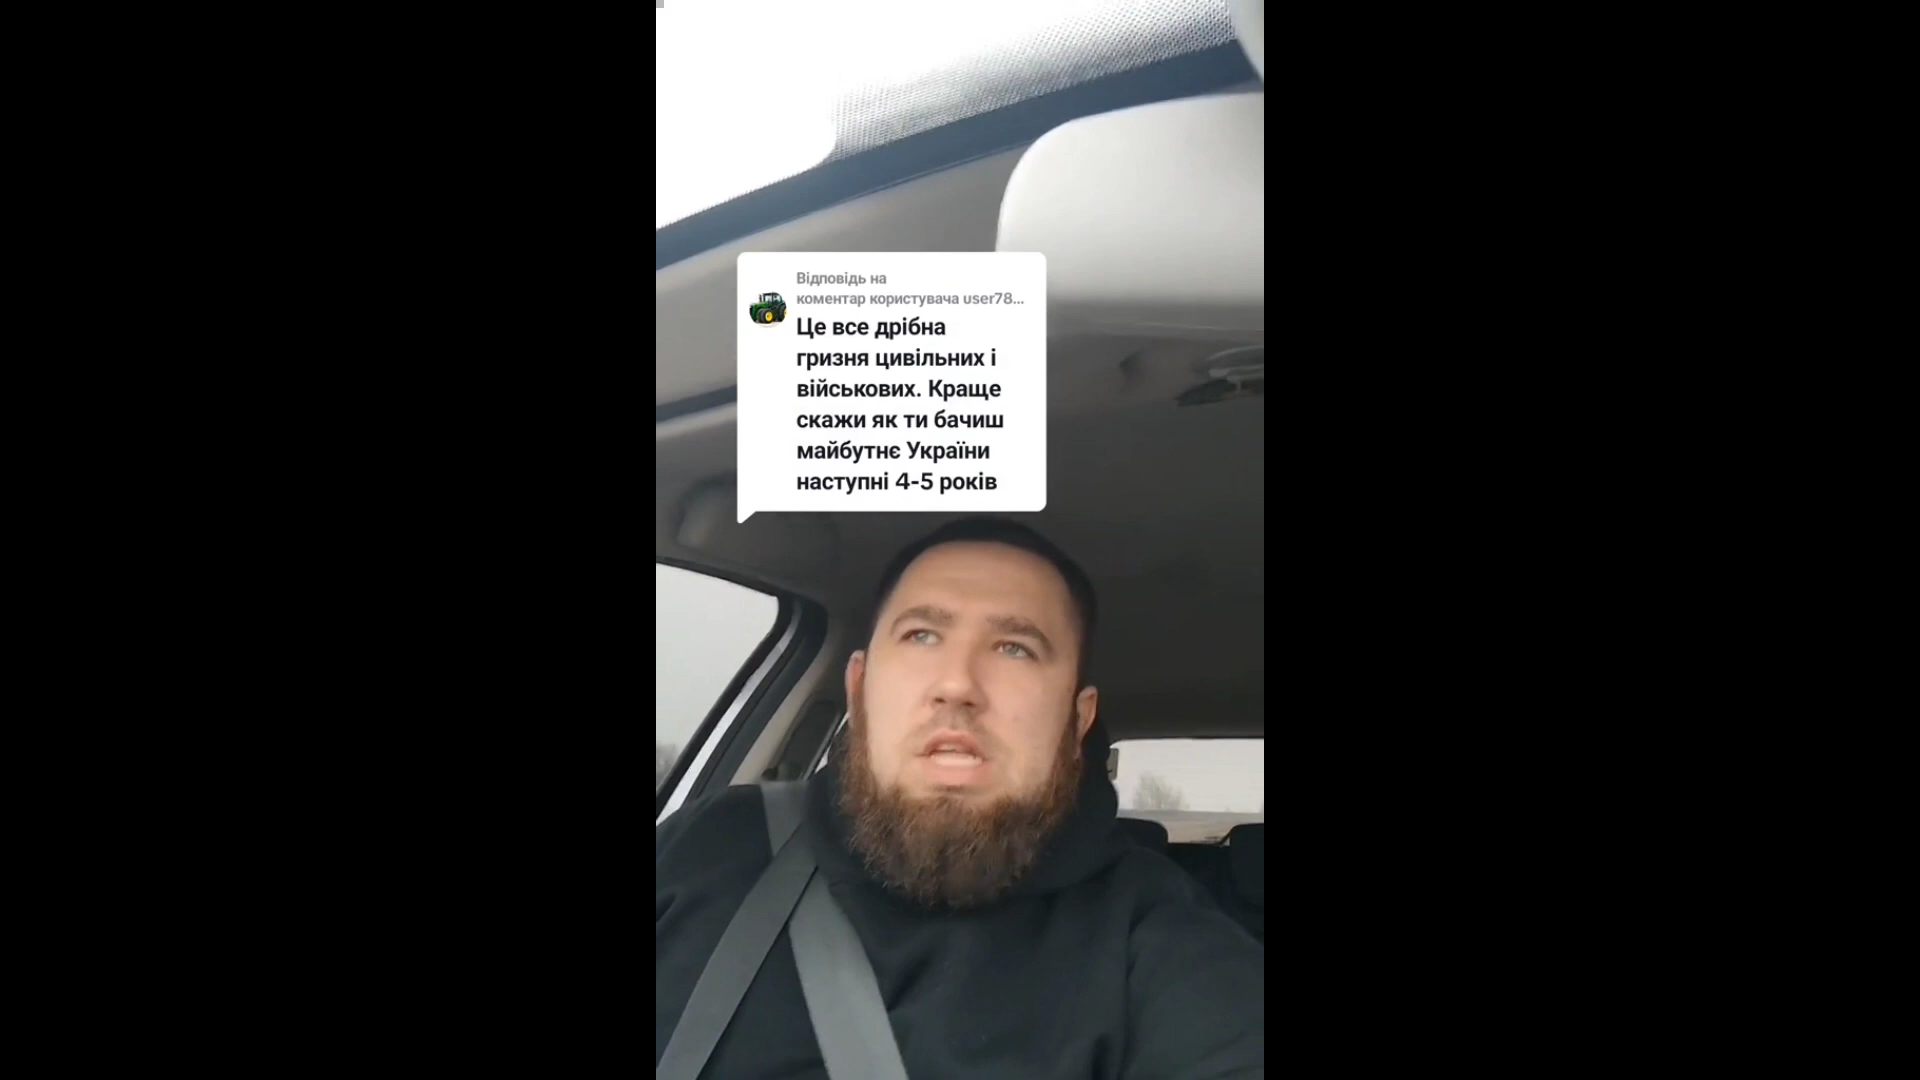 Відповідь на
коментар користувача user78...
Це все дрібна
гризня цивільних і
військових. Краще
скажи як ти бачиш
майбутнє України
наступні 4-5 років